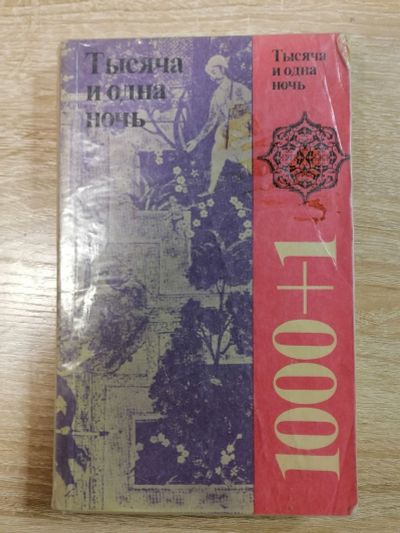 Тысяча
и одна
ночь
Тысяча
и одна
ночь
1000+1